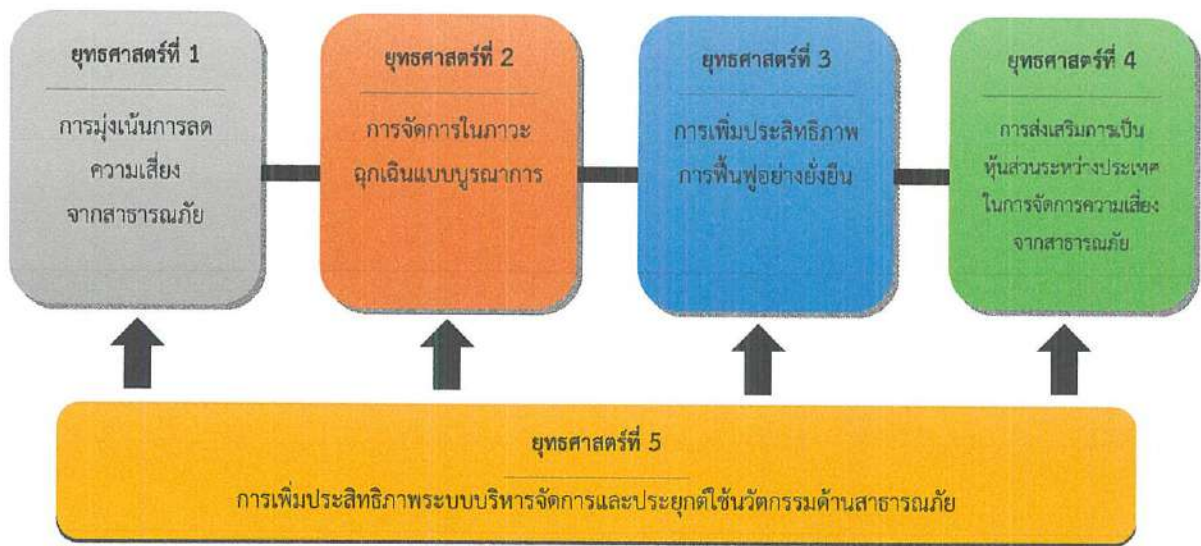 ยุทธศาสตร์ที่ 1
การมุ่งเน้นการลด
ความเสี่ยง
จากสาธารณภัย
ยุทธศาสตร์ที่ 2
การจัดการในภาวะ
ฉุกเฉินแบบบูรณาการ
ยุทธศาสตร์ที่ 3
การเพิ่มประสิทธิภาพ
การฟื้นฟูอย่างยั่งยืน
ยุทธศาสตร์ที่ 4
การส่งเสริมการเป็น
หุ้นส่วนระหว่างประเทศ
ในการจัดการความเสี่ยง
จากสาธารณภัย
ยุทธศาสตร์ที่ 5
การเพิ่มประสิทธิภาพระบบบริหารจัดการและประยุกต์ใช้นวัตกรรมด้านสาธารณภัย